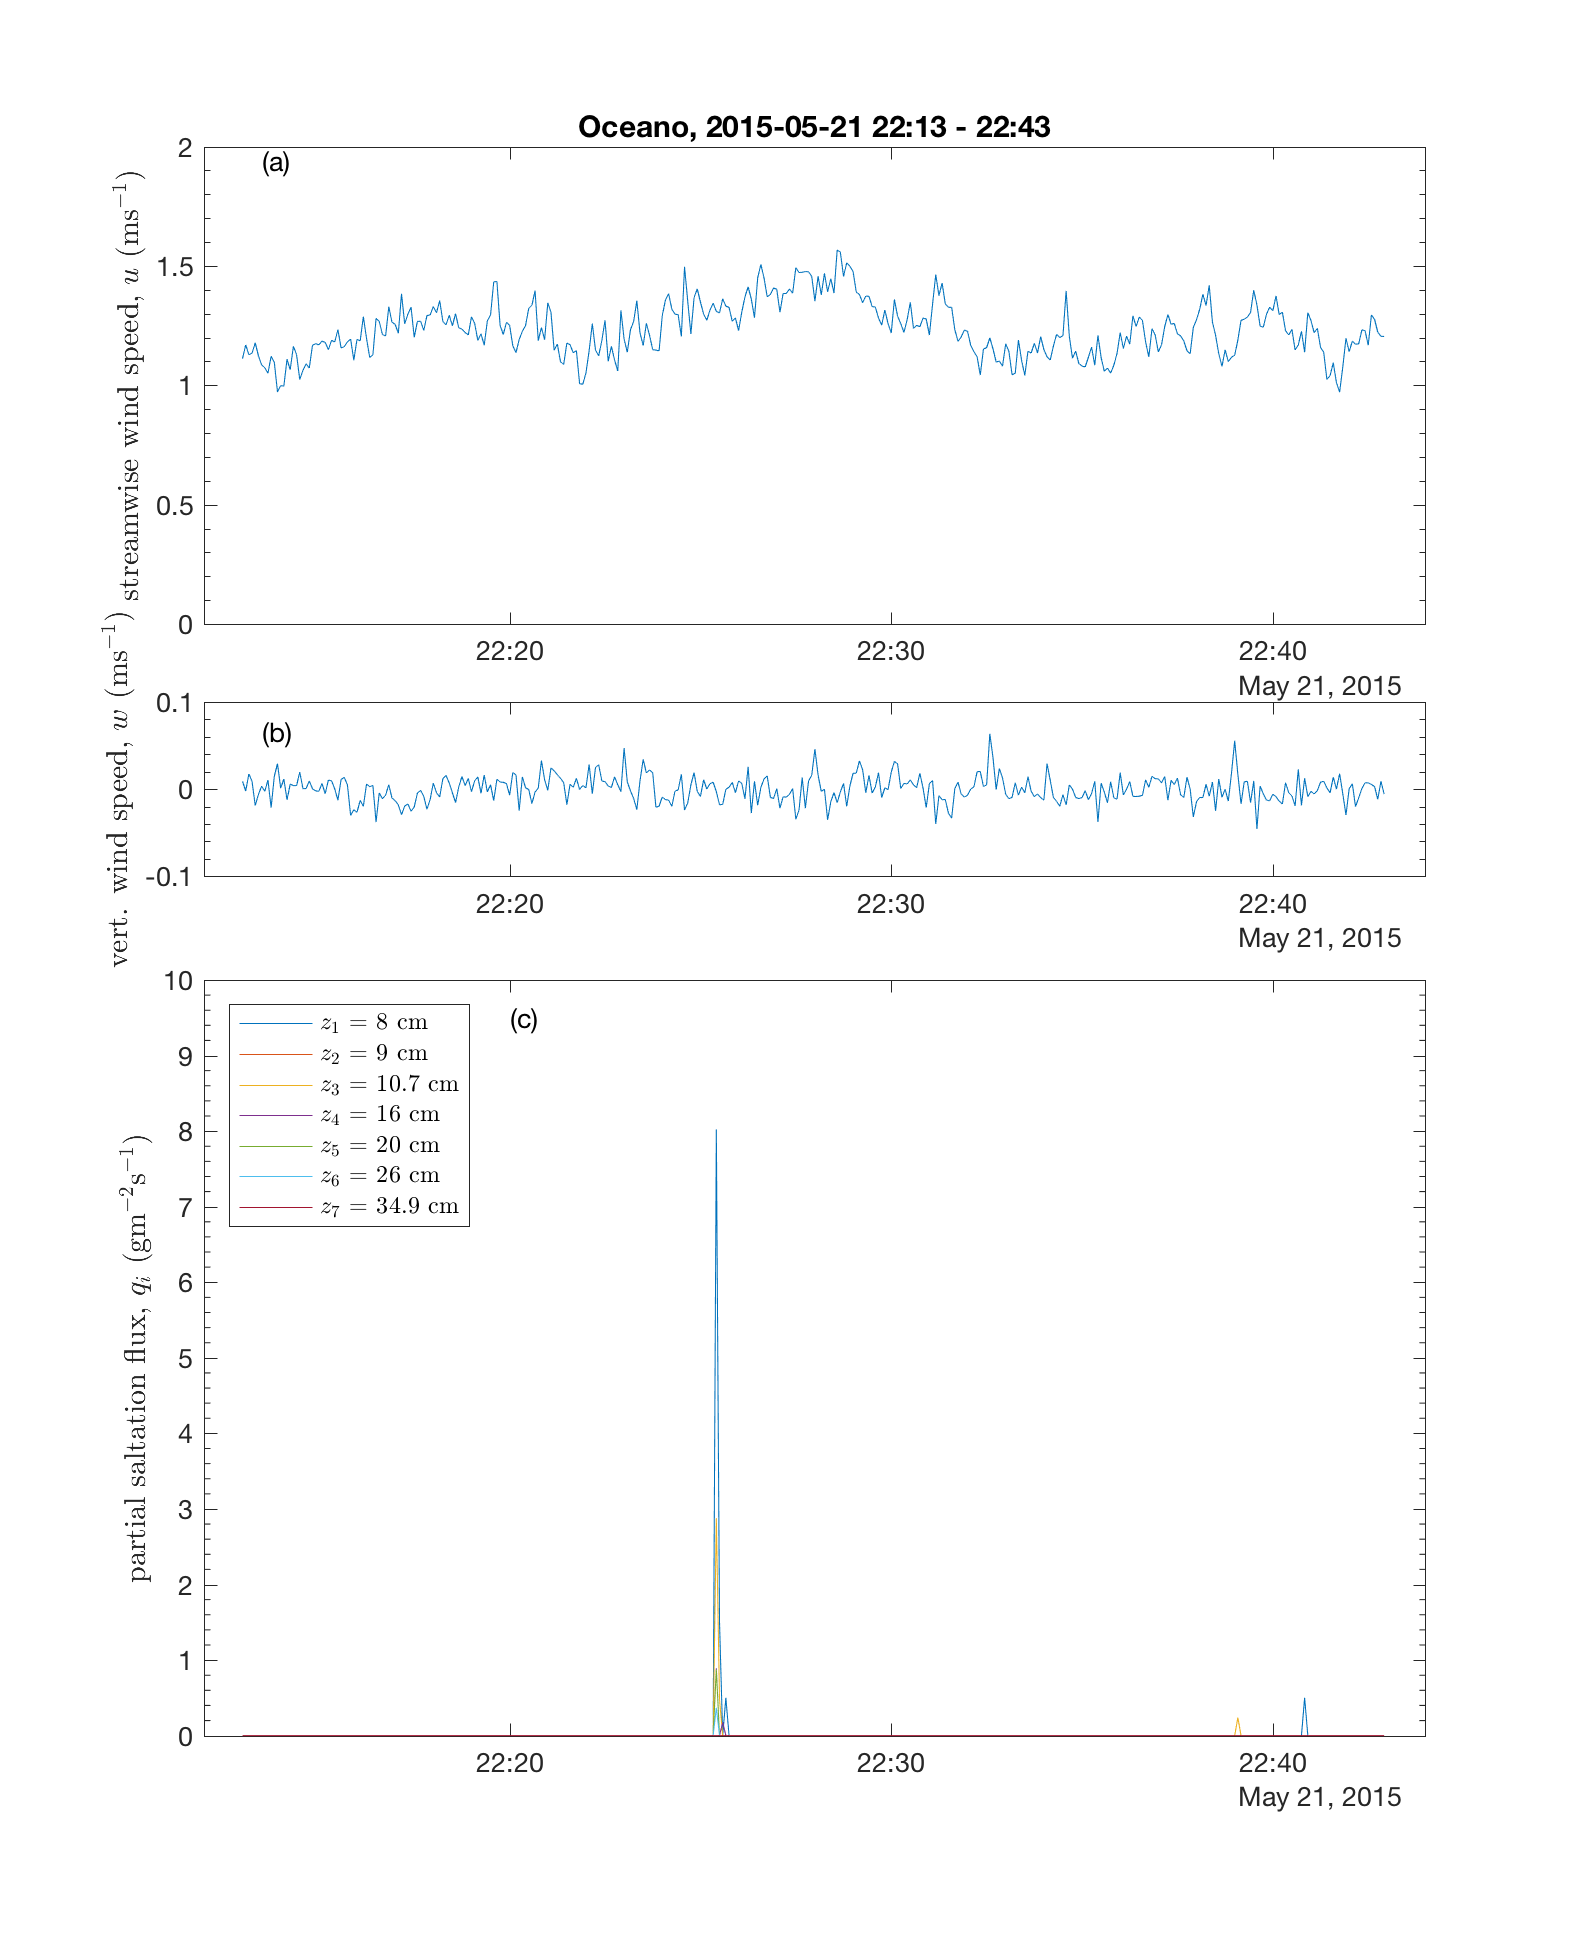 Oceano, 2015-05-21 22:13 - 22:43
(a)
streamwise wind speed, u (ms⁻¹)
2
1.5
1
0.5
0
22:20 22:30 22:40
May 21, 2015
(b)
vert. wind speed, w (ms⁻¹)
0.1
0
-0.1
22:20 22:30 22:40
May 21, 2015
(c)
partial saltation flux, qᵢ (gm⁻²s⁻¹)
10
9
8
7
6
5
4
3
2
1
0
z₁ = 8 cm
z₂ = 9 cm
z₃ = 10.7 cm
z₄ = 16 cm
z₅ = 20 cm
z₆ = 26 cm
z₇ = 34.9 cm
22:20 22:30 22:40
May 21, 2015